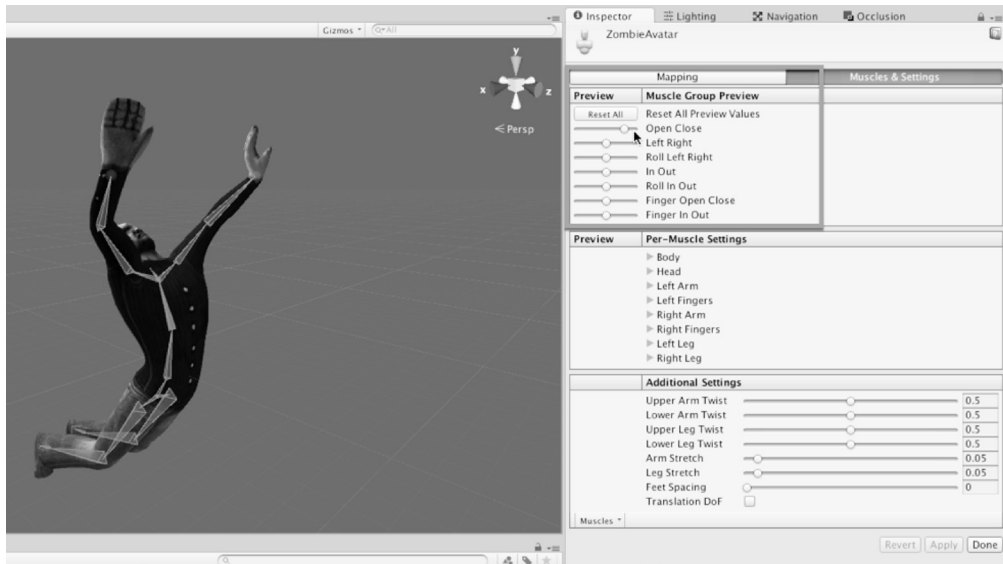 Inspector Lighting Navigation Occlusion
Gizmos All
ZombieAvatar
y
x z
Persp
Mapping Muscles & Settings
Preview Muscle Group Preview
Reset All Reset All Preview Values
Open Close
Left Right
Roll Left Right
In Out
Roll In Out
Finger Open Close
Finger In Out
Preview Per-Muscle Settings
Body
Head
Left Arm
Left Fingers
Right Arm
Right Fingers
Left Leg
Right Leg
Additional Settings
Upper Arm Twist 0.5
Lower Arm Twist 0.5
Upper Leg Twist 0.5
Lower Leg Twist 0.5
Arm Stretch 0.05
Leg Stretch 0.05
Feet Spacing 0
Translation DoF
Muscles
Revert Apply Done